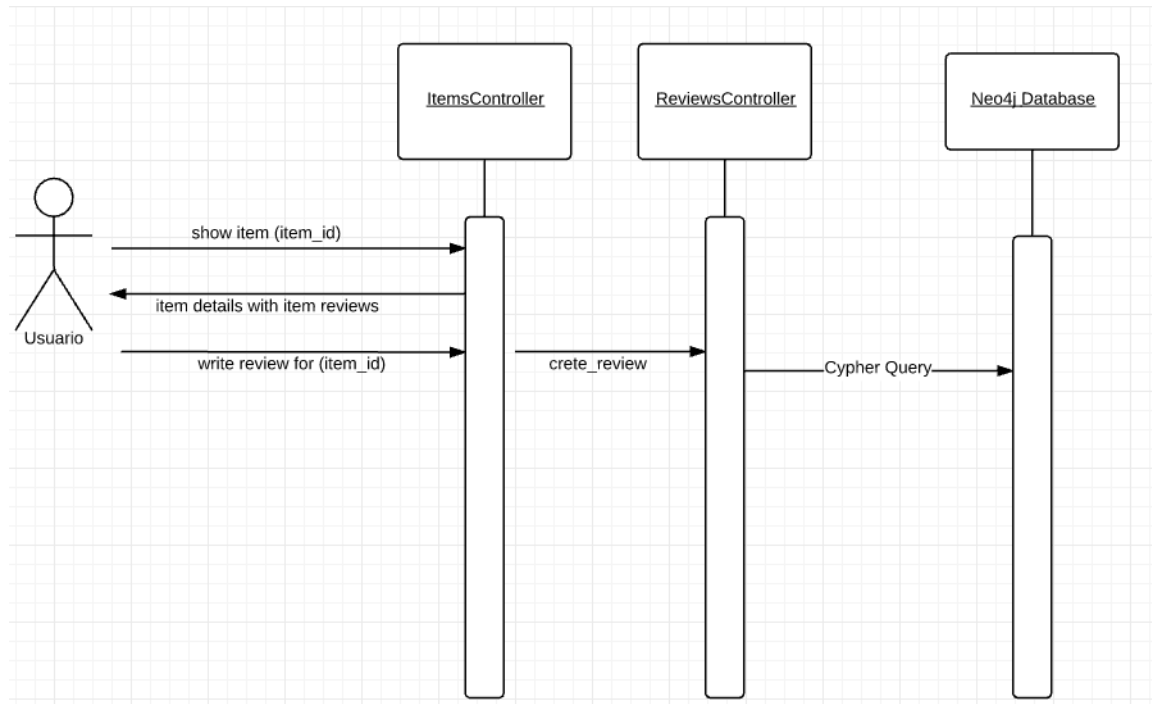 ItemsController
ReviewsController
Neo4j Database
show item (item_id)
item details with item reviews
Usuario
write review for (item_id)
crete_review
Cypher Query